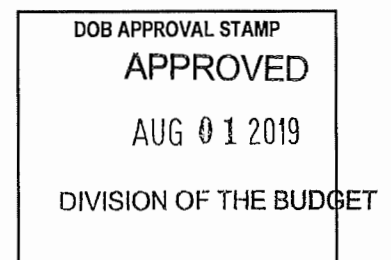 DOB APPROVAL STAMP
APPROVED
AUG 01 2019
DIVISION OF THE BUDGET